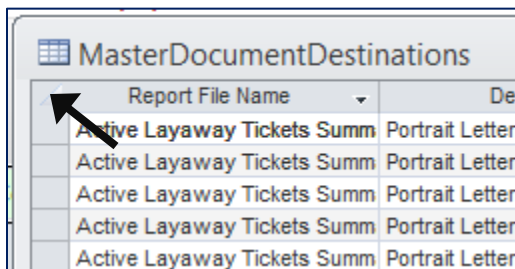 MasterDocumentDestinations
Report File Name De
Active Layaway Tickets Summ Portrait Letter
Active Layaway Tickets Summ Portrait Letter
Active Layaway Tickets Summ Portrait Letter
Active Layaway Tickets Summ Portrait Letter
Active Layaway Tickets Summ Portrait Letter